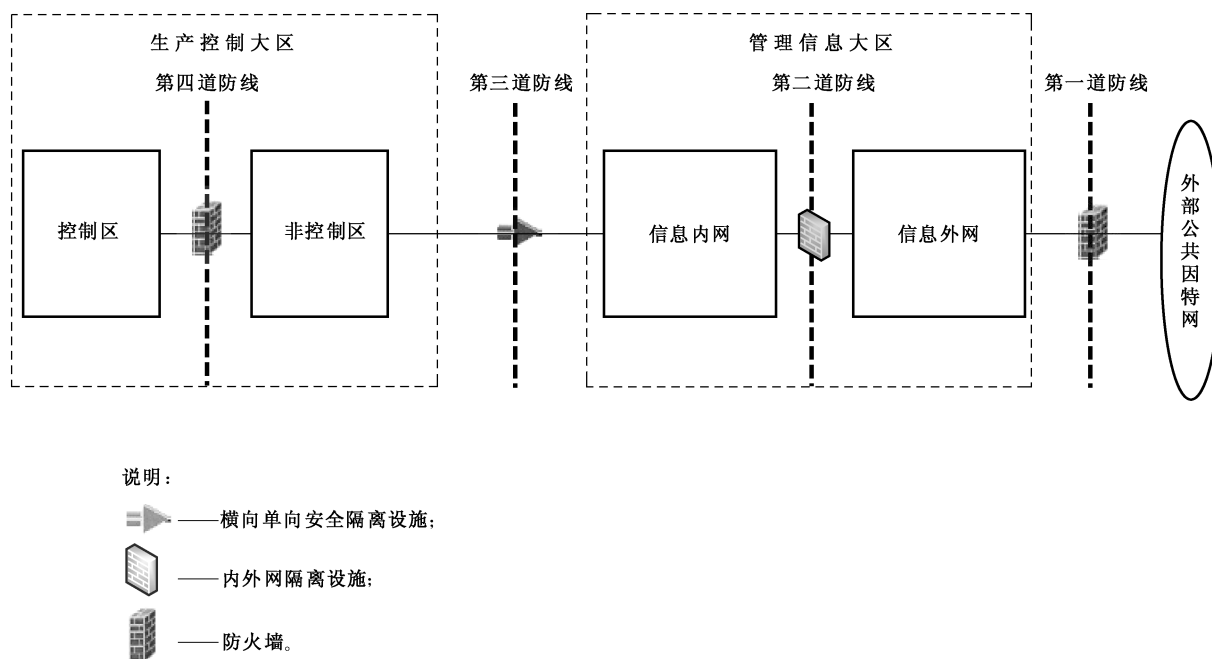 生产控制大区
管理信息大区
第四道防线
第三道防线
第二道防线
第一道防线
控制区
非控制区
信息内网
信息外网
外部公共因特网
说明：
——横向单向安全隔离设施；
——内外网隔离设施；
——防火墙。